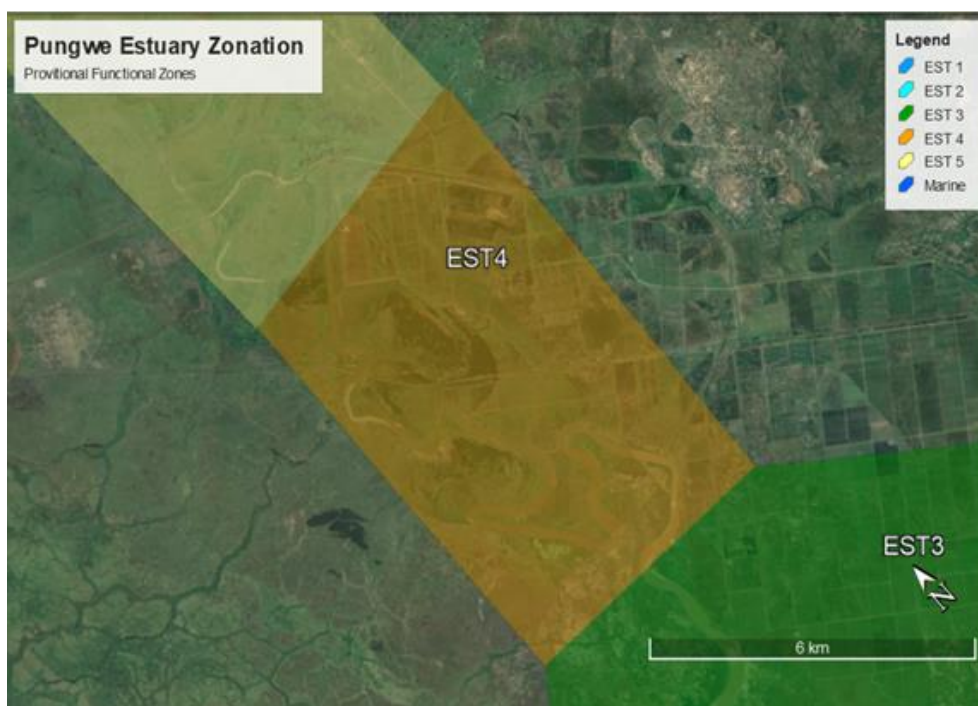 Pungwe Estuary Zonation
Provitional Functional Zones
Legend
EST 1
EST 2
EST 3
EST 4
EST 5
Marine
EST4
EST3
N
6 km